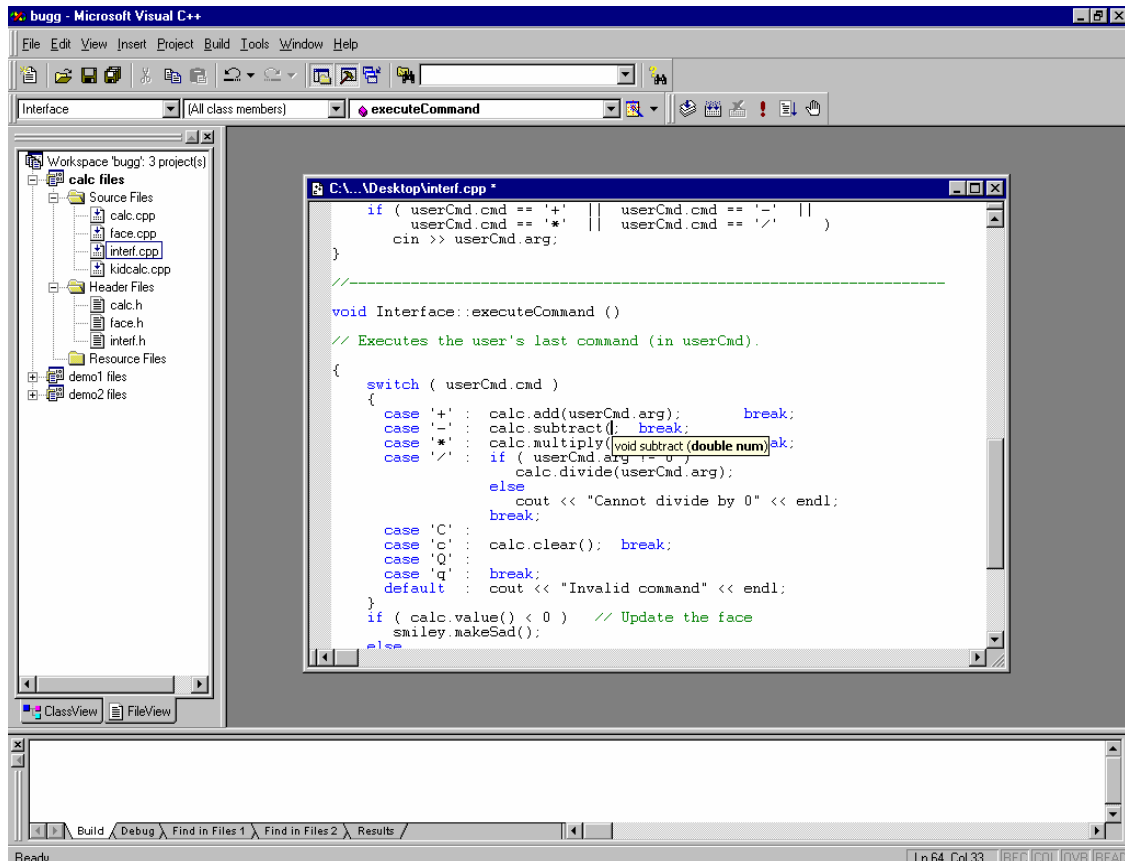 bugg - Microsoft Visual C++
File Edit View Insert Project Build Tools Window Help
Interface (All class members) executeCommand
Workspace 'bugg': 3 project(s)
calc files
Source Files
calc.cpp
face.cpp
interf.cpp
kidcalc.cpp
Header Files
calc.h
face.h
interf.h
Resource Files
demo1 files
demo2 files
ClassView FileView
C:\...\Desktop\interf.cpp *
if ( userCmd.cmd == '+' || userCmd.cmd == '-' ||
userCmd.cmd == '*' || userCmd.cmd == '/' )
cin >> userCmd.arg;
}
//--------------------------------------------------------------------
void Interface::executeCommand ()
// Executes the user's last command (in userCmd).
{
switch ( userCmd.cmd )
{
case '+' : calc.add(userCmd.arg); break;
case '-' : calc.subtract(; break;
case '*' : calc.multiply( ak;
void subtract (double num)
case '/' : if ( userCmd.arg != 0 )
calc.divide(userCmd.arg);
else
cout << "Cannot divide by 0" << endl;
break;
case 'C' :
case 'c' : calc.clear(); break;
case 'Q' :
case 'q' : break;
default : cout << "Invalid command" << endl;
}
if ( calc.value() < 0 ) // Update the face
smiley.makeSad();
else
Build Debug Find in Files 1 Find in Files 2 Results
Ready Ln 64, Col 33 REC COL OVR READ